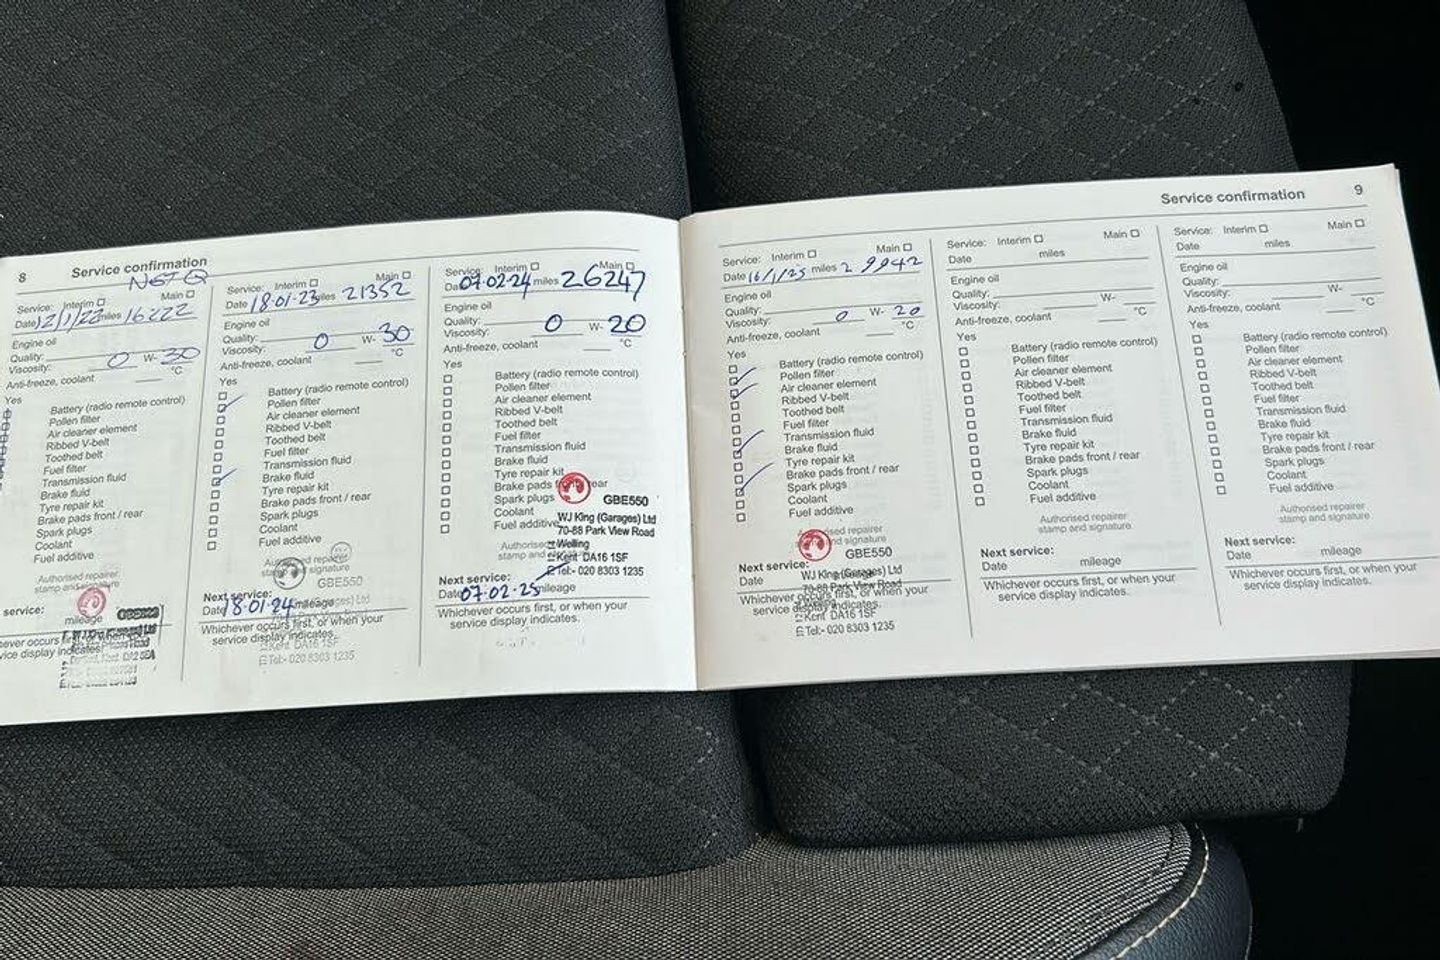 8 Service confirmation
Service: Interim Main
Date 12/1/22 miles 16222
Engine oil
Quality:
Viscosity: 0 W- 30
Anti-freeze, coolant °C
Yes
Battery (radio remote control)
Pollen filter
Air cleaner element
Ribbed V-belt
Toothed belt
Fuel filter
Transmission fluid
Brake fluid
Tyre repair kit
Brake pads front / rear
Spark plugs
Coolant
Fuel additive
Authorised repairer
stamp and signature
service:
mileage
Service: Interim Main
Date 18.01.23 miles 21352
Engine oil
Quality:
Viscosity: 0 W- 30
Anti-freeze, coolant °C
Yes
Battery (radio remote control)
Pollen filter
Air cleaner element
Ribbed V-belt
Toothed belt
Fuel filter
Transmission fluid
Brake fluid
Tyre repair kit
Brake pads front / rear
Spark plugs
Coolant
Fuel additive
GBE550
Next service:
Date 18.01.24 mileage
Whichever occurs first, or when your
service display indicates.
Kent DA16 1SF
Tel:- 020 8303 1235
Service: Interim Main
Date 07.02.24 miles 26247
Engine oil
Quality:
Viscosity: 0 W- 20
Anti-freeze, coolant °C
Yes
Battery (radio remote control)
Pollen filter
Air cleaner element
Ribbed V-belt
Toothed belt
Fuel filter
Transmission fluid
Brake fluid
Tyre repair kit
Brake pads front / rear
Spark plugs
Coolant
Fuel additive
GBE550
WJ King (Garages) Ltd
70-88 Park View Road
Welling
Kent DA16 1SF
Tel:- 020 8303 1235
Next service:
Date 07.02.25 mileage
Whichever occurs first, or when your
service display indicates.
Service confirmation 9
Service: Interim Main
Date 16/1/25 miles 29942
Engine oil
Quality:
Viscosity: 0 W- 20
Anti-freeze, coolant °C
Yes
Battery (radio remote control)
Pollen filter
Air cleaner element
Ribbed V-belt
Toothed belt
Fuel filter
Transmission fluid
Brake fluid
Tyre repair kit
Brake pads front / rear
Spark plugs
Coolant
Fuel additive
GBE550
Next service:
Date
WJ King (Garages) Ltd
70-88 Park View Road
Whichever occurs first, or when your
service display indicates.
Kent DA16 1SF
Tel:- 020 8303 1235
Service: Interim Main
Date miles
Engine oil
Quality:
Viscosity: W-
Anti-freeze, coolant °C
Yes
Battery (radio remote control)
Pollen filter
Air cleaner element
Ribbed V-belt
Toothed belt
Fuel filter
Transmission fluid
Brake fluid
Tyre repair kit
Brake pads front / rear
Spark plugs
Coolant
Fuel additive
Authorised repairer
stamp and signature
Next service:
Date mileage
Whichever occurs first, or when your
service display indicates.
Service: Interim Main
Date miles
Engine oil
Quality:
Viscosity: W-
Anti-freeze, coolant °C
Yes
Battery (radio remote control)
Pollen filter
Air cleaner element
Ribbed V-belt
Toothed belt
Fuel filter
Transmission fluid
Brake fluid
Tyre repair kit
Brake pads front / rear
Spark plugs
Coolant
Fuel additive
Authorised repairer
stamp and signature
Next service:
Date mileage
Whichever occurs first, or when your
service display indicates.